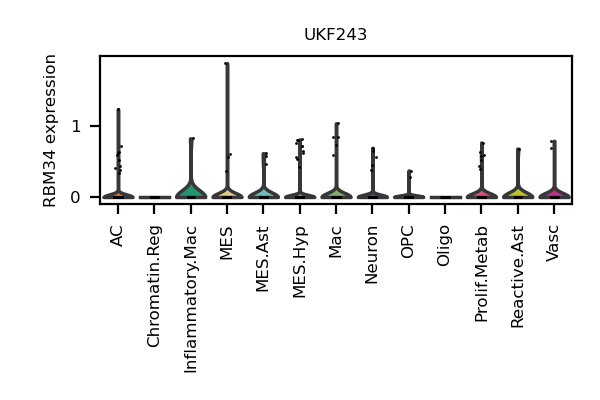 UKF243
RBM34 expression
1
0
AC
Chromatin.Reg
Inflammatory.Mac
MES
MES.Ast
MES.Hyp
Mac
Neuron
OPC
Oligo
Prolif.Metab
Reactive.Ast
Vasc